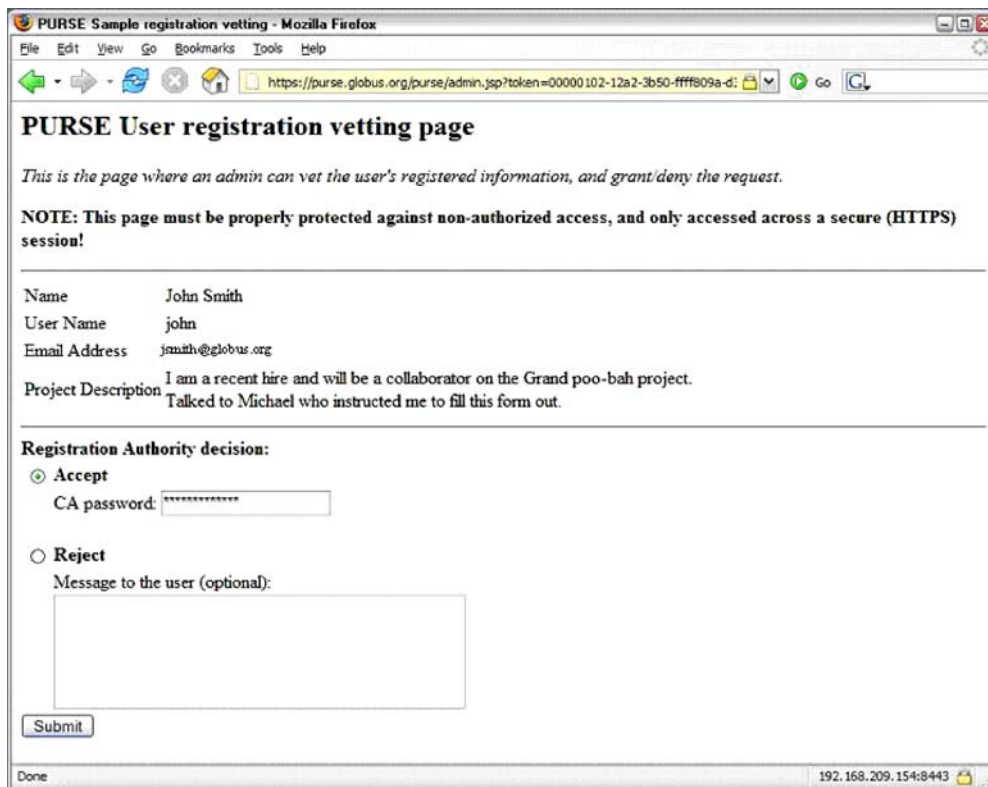 PURSE Sample registration vetting - Mozilla Firefox
File Edit View Go Bookmarks Tools Help
https://purse.globus.org/purse/admin.jsp?token=00000102-12a2-3b50-ffff809a-d: Go G
PURSE User registration vetting page
This is the page where an admin can vet the user's registered information, and grant/deny the request.
NOTE: This page must be properly protected against non-authorized access, and only accessed across a secure (HTTPS)
session!
Name John Smith
User Name john
Email Address jsmith@globus.org
Project Description I am a recent hire and will be a collaborator on the Grand poo-bah project.
Talked to Michael who instructed me to fill this form out.
Registration Authority decision:
Accept
CA password: *************
Reject
Message to the user (optional):
Submit
Done 192.168.209.154:8443